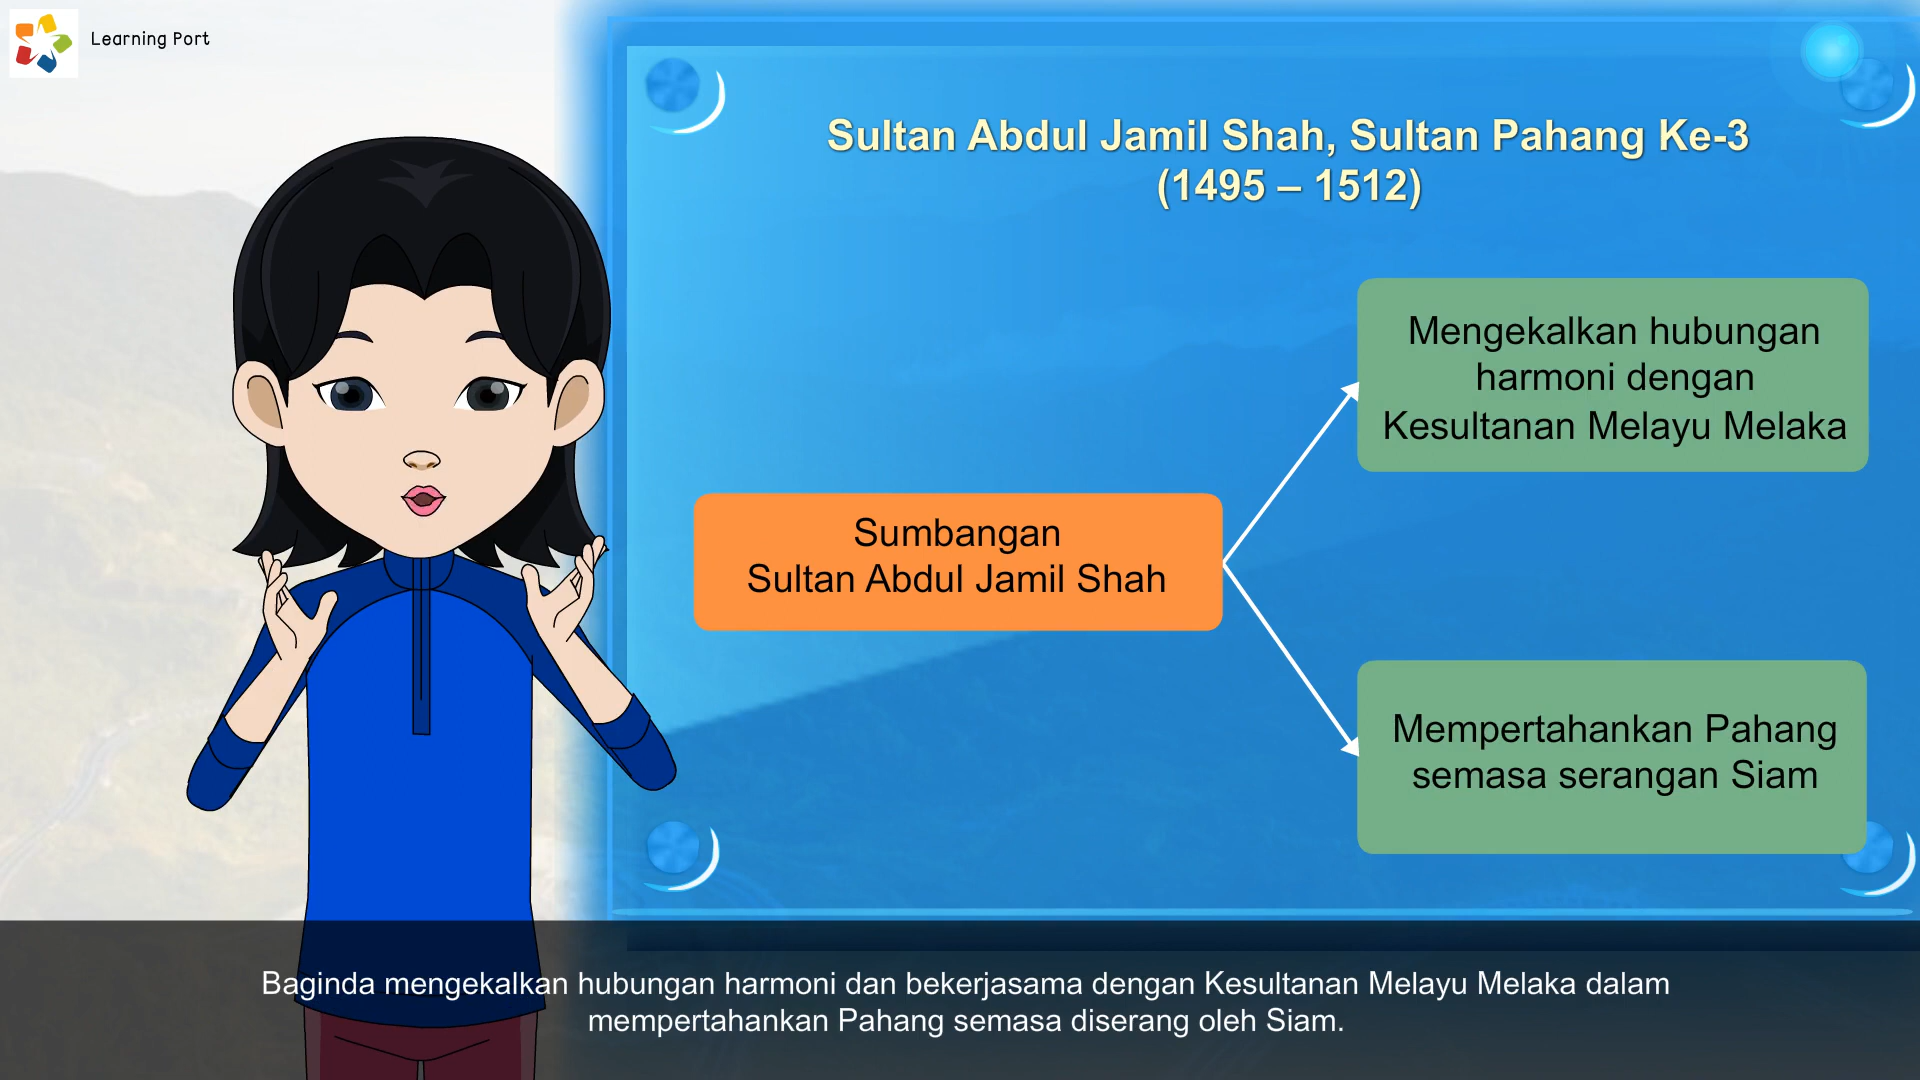 Learning Port
Sultan Abdul Jamil Shah, Sultan Pahang Ke-3
(1495 – 1512)
Mengekalkan hubungan
harmoni dengan
Kesultanan Melayu Melaka
Sumbangan
Sultan Abdul Jamil Shah
Mempertahankan Pahang
semasa serangan Siam
Baginda mengekalkan hubungan harmoni dan bekerjasama dengan Kesultanan Melayu Melaka dalam
mempertahankan Pahang semasa diserang oleh Siam.